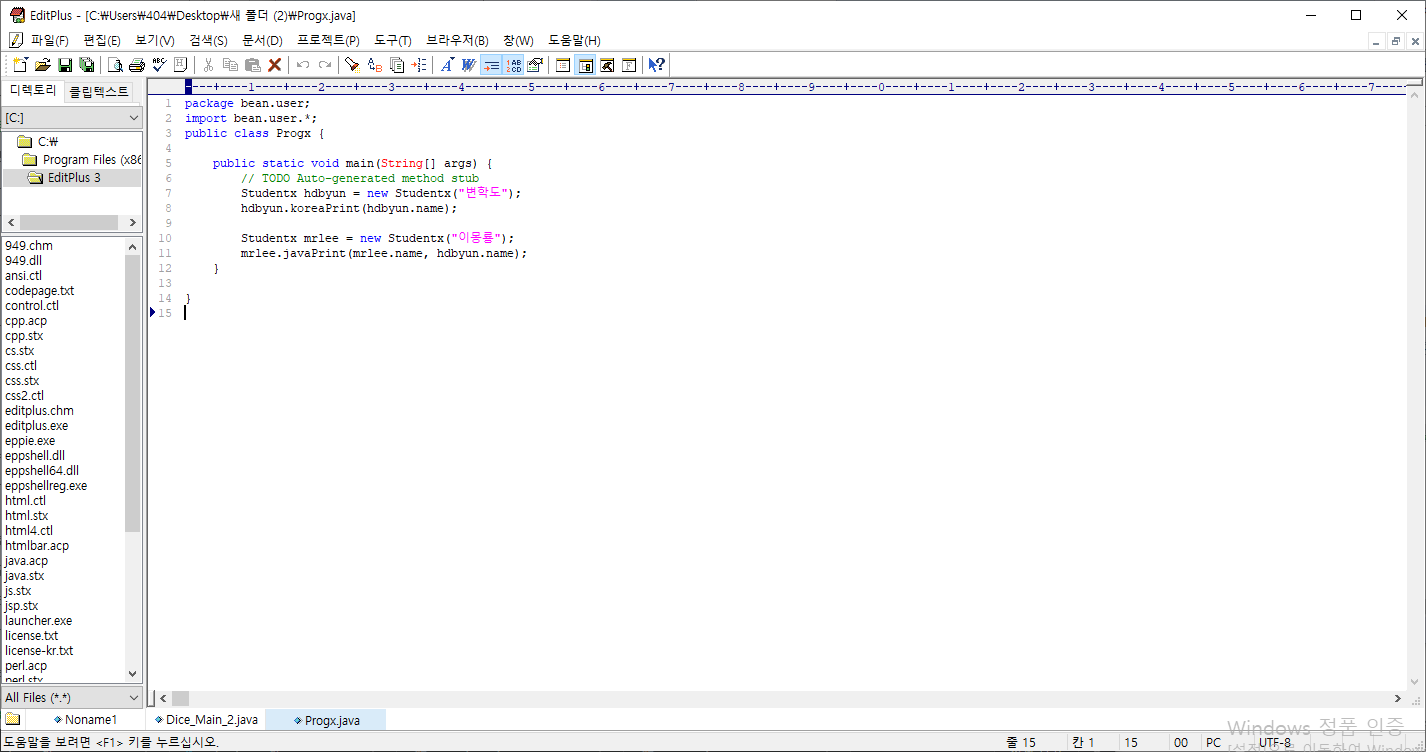 EditPlus - [C:₩Users₩404₩Desktop₩새 폴더 (2)₩Progx.java]
파일(F) 편집(E) 보기(V) 검색(S) 문서(D) 프로젝트(P) 도구(T) 브라우저(B) 창(W) 도움말(H)
디렉토리 클립텍스트
[C:]
C:₩
Program Files (x86
EditPlus 3
949.chm
949.dll
ansi.ctl
codepage.txt
control.ctl
cpp.acp
cpp.stx
cs.stx
css.ctl
css.stx
css2.ctl
editplus.chm
editplus.exe
eppie.exe
eppshell.dll
eppshell64.dll
eppshellreg.exe
html.ctl
html.stx
html4.ctl
htmlbar.acp
java.acp
java.stx
js.stx
jsp.stx
launcher.exe
license.txt
license-kr.txt
perl.acp
perl.stx
All Files (*.*)
----+----1----+----2----+----3----+----4----+----5----+----6----+----7----+----8----+----9----+----0----+----1----+----2----+----3----+----4----+----5----+----6----+----7--
1 package bean.user;
2 import bean.user.*;
3 public class Progx {
4
5 public static void main(String[] args) {
6 // TODO Auto-generated method stub
7 Studentx hdbyun = new Studentx("변학도");
8 hdbyun.koreaPrint(hdbyun.name);
9
10 Studentx mrlee = new Studentx("이몽룡");
11 mrlee.javaPrint(mrlee.name, hdbyun.name);
12 }
13
14 }
15
Noname1 Dice_Main_2.java Progx.java
Windows 정품 인증
도움말을 보려면 <F1> 키를 누르십시오. 줄 15 칸 1 15 00 PC UTF-8